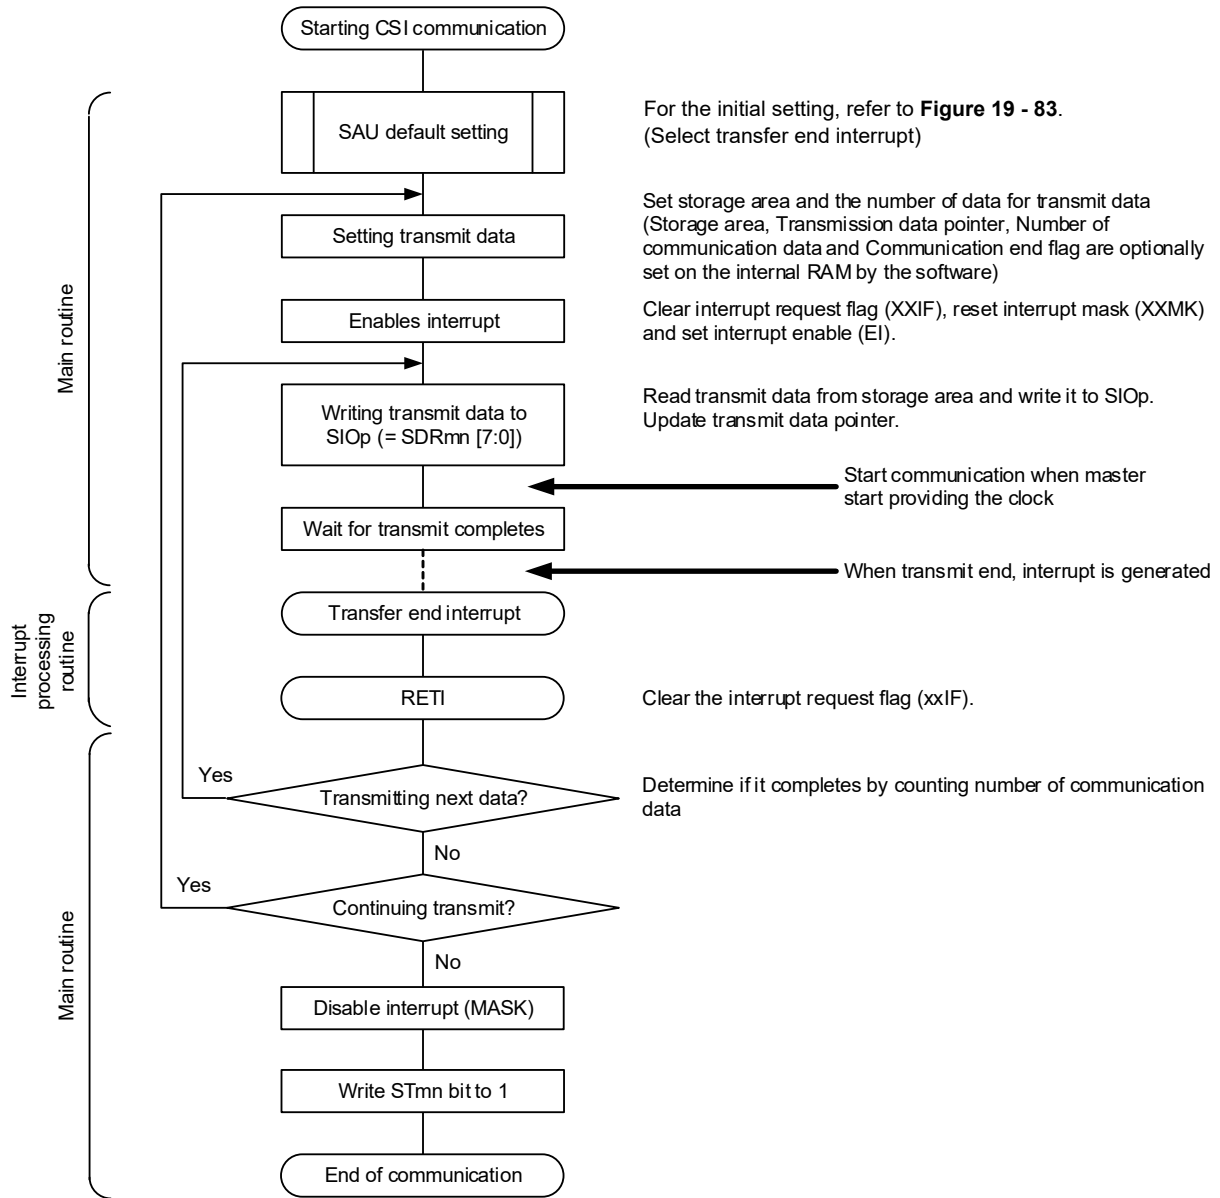 Starting CSI communication
SAU default setting
For the initial setting, refer to Figure 19 - 83.
(Select transfer end interrupt)
Setting transmit data
Set storage area and the number of data for transmit data
(Storage area, Transmission data pointer, Number of
communication data and Communication end flag are optionally
set on the internal RAM by the software)
Main routine
Enables interrupt
Clear interrupt request flag (XXIF), reset interrupt mask (XXMK)
and set interrupt enable (EI).
Writing transmit data to
SIOp (= SDRmn [7:0])
Read transmit data from storage area and write it to SIOp.
Update transmit data pointer.
Start communication when master
start providing the clock
Wait for transmit completes
When transmit end, interrupt is generated
Interrupt
processing
routine
Transfer end interrupt
RETI
Clear the interrupt request flag (xxIF).
Yes
Transmitting next data?
Determine if it completes by counting number of communication
data
No
Yes
Continuing transmit?
No
Main routine
Disable interrupt (MASK)
Write STmn bit to 1
End of communication